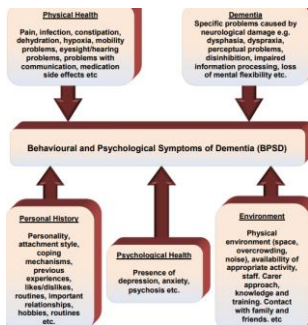 Physical Health
Pain, infection, constipation,
dehydration, hypoxia, mobility
problems, eyesight/hearing
problems, problems with
communication, medication
side effects etc
Dementia
Specific problems caused by
neurological damage e.g.
dysphasia, dyspraxia,
perceptual problems,
disinhibition, impaired
information processing, loss
of mental flexibility etc.
Behavioural and Psychological Symptoms of Dementia (BPSD)
Personal History
Personality,
attachment style,
coping
mechanisms,
previous
experiences,
likes/dislikes,
routines, important
relationships,
hobbies, routines
etc.
Psychological Health
Presence of
depression, anxiety,
psychosis etc.
Environment
Physical
environment (space,
overcrowding,
noise), availability of
appropriate activity,
staff. Carer
approach,
knowledge and
training. Contact
with family and
friends. etc